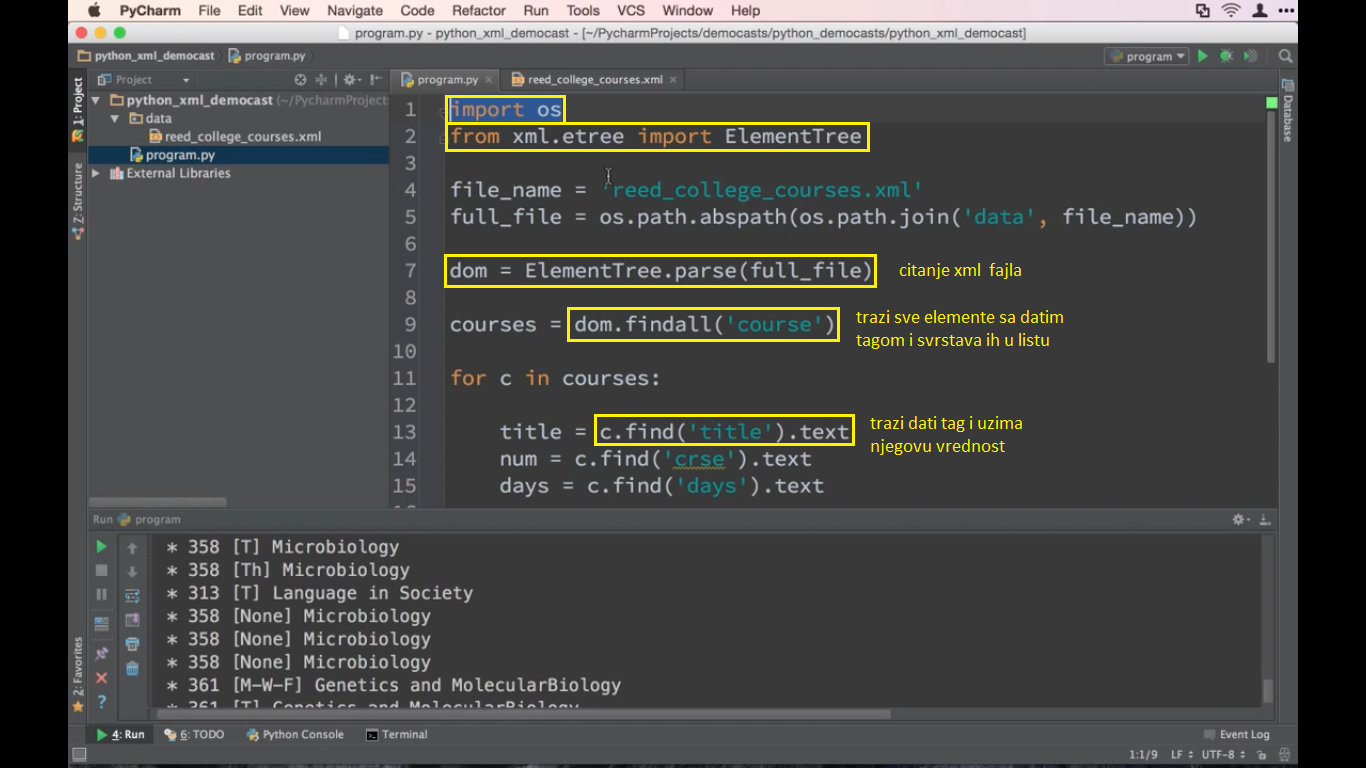 PyCharm File Edit View Navigate Code Refactor Run Tools VCS Window Help
program.py - python_xml_democast - [~/PycharmProjects/democasts/python_democasts/python_xml_democast]
python_xml_democast program.py program
Project program.py reed_college_courses.xml
1: Project
Z: Structure
2: Favorites
Database
python_xml_democast (~/PycharmProject
data
reed_college_courses.xml
program.py
External Libraries
1 import os
2 from xml.etree import ElementTree
3
4 file_name = 'reed_college_courses.xml'
5 full_file = os.path.abspath(os.path.join('data', file_name))
6
7 dom = ElementTree.parse(full_file)
citanje xml fajla
8
9 courses = dom.findall('course')
trazi sve elemente sa datim
tagom i svrstava ih u listu
10
11 for c in courses:
12
13 title = c.find('title').text
trazi dati tag i uzima
njegovu vrednost
14 num = c.find('crse').text
15 days = c.find('days').text
Run program
* 358 [T] Microbiology
* 358 [Th] Microbiology
* 313 [T] Language in Society
* 358 [None] Microbiology
* 358 [None] Microbiology
* 358 [None] Microbiology
* 361 [M-W-F] Genetics and MolecularBiology
* 361 [T] Genetics and MolecularBiology
4: Run 6: TODO Python Console Terminal Event Log
1:1/9 LF UTF-8